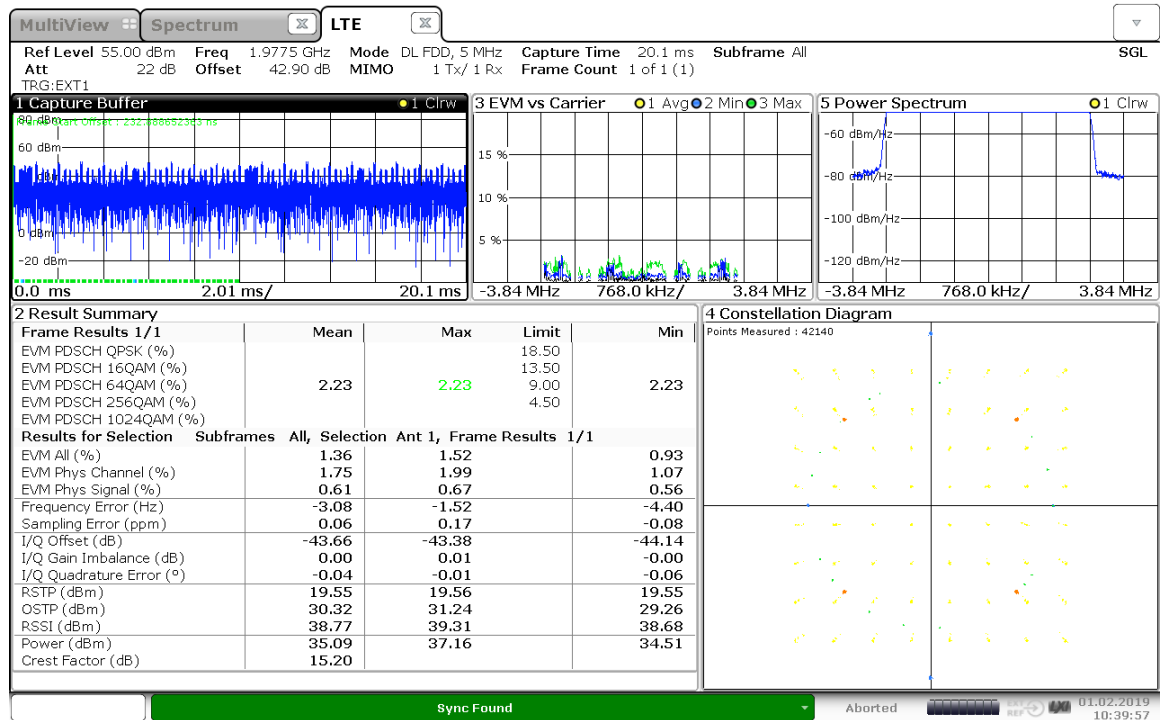 MultiView Spectrum LTE
Ref Level 55.00 dBm Freq 1.9775 GHz Mode DL FDD, 5 MHz Capture Time 20.1 ms Subframe All SGL
Att 22 dB Offset 42.90 dB MIMO 1 Tx/ 1 Rx Frame Count 1 of 1 (1)
TRG:EXT1
1 Capture Buffer 1 Clrw
80 dBm
Frame Start Offset :
60 dBm
0 dBm
-20 dBm
0.0 ms 2.01 ms/ 20.1 ms
3 EVM vs Carrier 1 Avg 2 Min 3 Max
15 %
10 %
5 %
-3.84 MHz 768.0 kHz/ 3.84 MHz
5 Power Spectrum 1 Clrw
-60 dBm/Hz
-80 dBm/Hz
-100 dBm/Hz
-120 dBm/Hz
-3.84 MHz 768.0 kHz/ 3.84 MHz
2 Result Summary
Frame Results 1/1 Mean Max Limit Min
EVM PDSCH QPSK (%) 18.50
EVM PDSCH 16QAM (%) 13.50
EVM PDSCH 64QAM (%) 2.23 2.23 9.00 2.23
EVM PDSCH 256QAM (%) 4.50
EVM PDSCH 1024QAM (%)
Results for Selection Subframes All, Selection Ant 1, Frame Results 1/1
EVM All (%) 1.36 1.52 0.93
EVM Phys Channel (%) 1.75 1.99 1.07
EVM Phys Signal (%) 0.61 0.67 0.56
Frequency Error (Hz) -3.08 -1.52 -4.40
Sampling Error (ppm) 0.06 0.17 -0.08
I/Q Offset (dB) -43.66 -43.38 -44.14
I/Q Gain Imbalance (dB) 0.00 0.01 -0.00
I/Q Quadrature Error (°) -0.04 -0.01 -0.06
RSTP (dBm) 19.55 19.56 19.55
OSTP (dBm) 30.32 31.24 29.26
RSSI (dBm) 38.77 39.31 38.68
Power (dBm) 35.09 37.16 34.51
Crest Factor (dB) 15.20
4 Constellation Diagram
Points Measured : 42140
Sync Found
Aborted
EXT
REF
LXI
01.02.2019
10:39:57